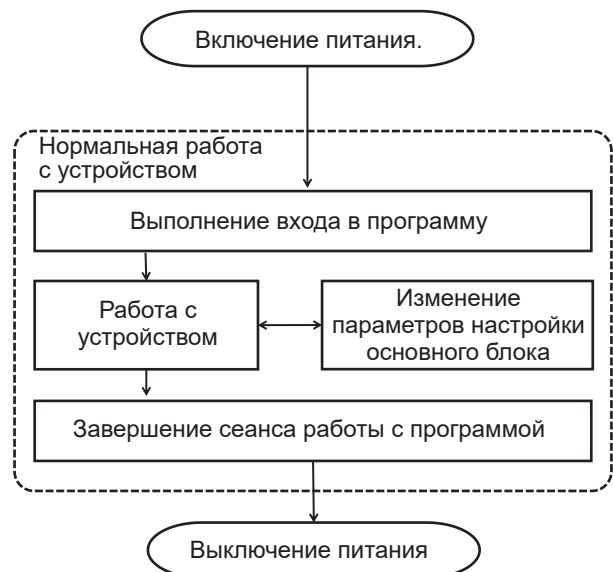 Включение питания.
Нормальная работа
с устройством
Выполнение входа в программу
Работа с
устройством
Изменение
параметров настройки
основного блока
Завершение сеанса работы с программой
Выключение питания